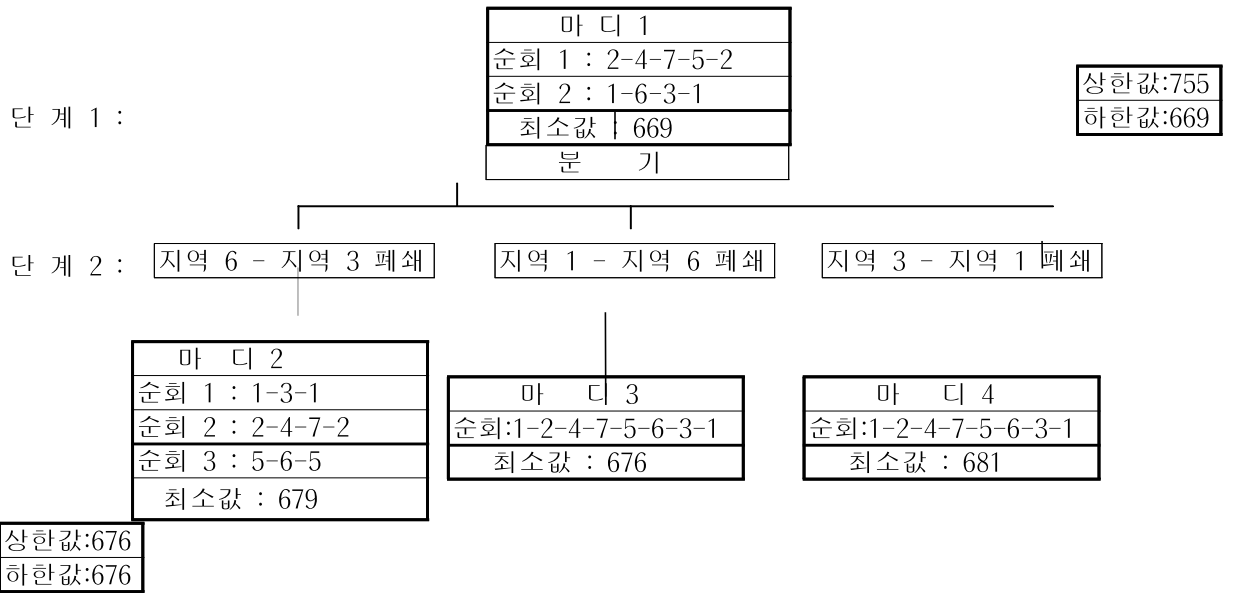 마 디 1
순회 1 : 2-4-7-5-2
순회 2 : 1-6-3-1
최소값 : 669
분 기
상한값:755
하한값:669
단 계 1 :
단 계 2 :
지역 6 - 지역 3 폐쇄
지역 1 - 지역 6 폐쇄
지역 3 - 지역 1 폐쇄
마 디 2
순회 1 : 1-3-1
순회 2 : 2-4-7-2
순회 3 : 5-6-5
최소값 : 679
마 디 3
순회:1-2-4-7-5-6-3-1
최소값 : 676
마 디 4
순회:1-2-4-7-5-6-3-1
최소값 : 681
상한값:676
하한값:676